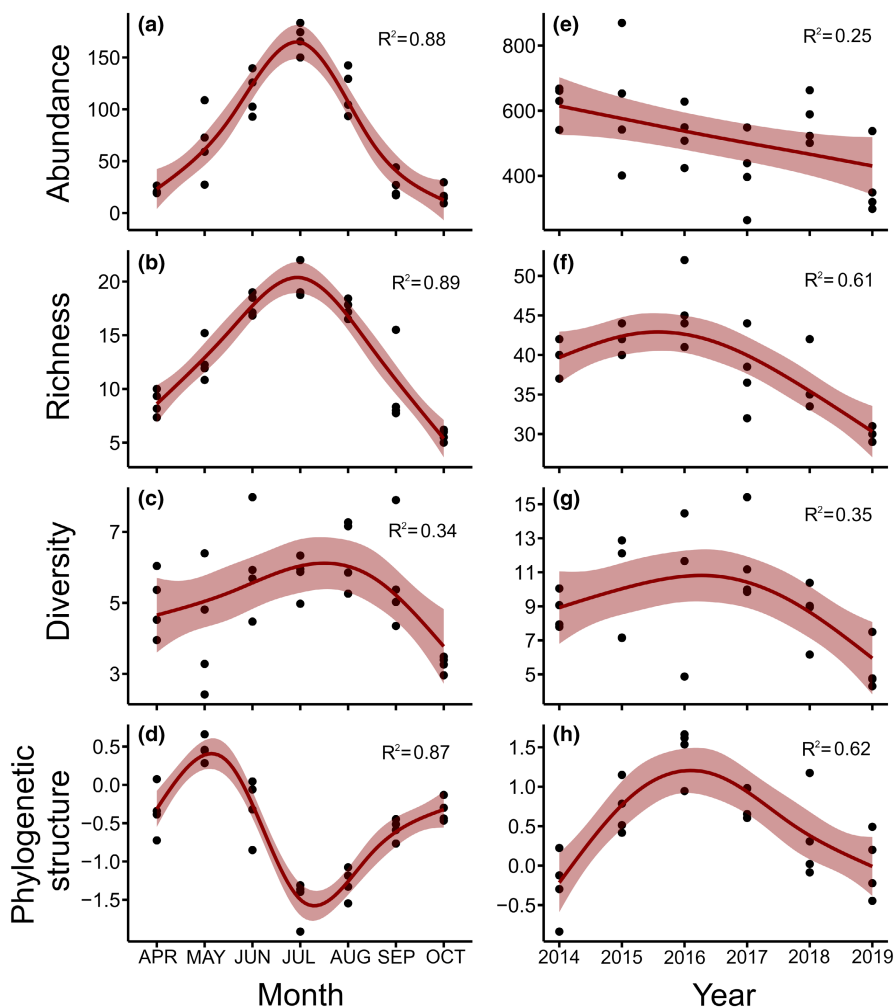 (a)
R²=0.88
Abundance
150
100
50
0
(e)
R²=0.25
800
600
400
(b)
R²=0.89
Richness
20
15
10
5
(f)
R²=0.61
50
45
40
35
30
(c)
R²=0.34
Diversity
7
5
3
(g)
R²=0.35
15
13
11
9
7
5
(d)
R²=0.87
Phylogenetic
structure
0.5
0.0
−0.5
−1.0
−1.5
APR MAY JUN JUL AUG SEP OCT
Month
(h)
R²=0.62
1.5
1.0
0.5
0.0
−0.5
2014 2015 2016 2017 2018 2019
Year